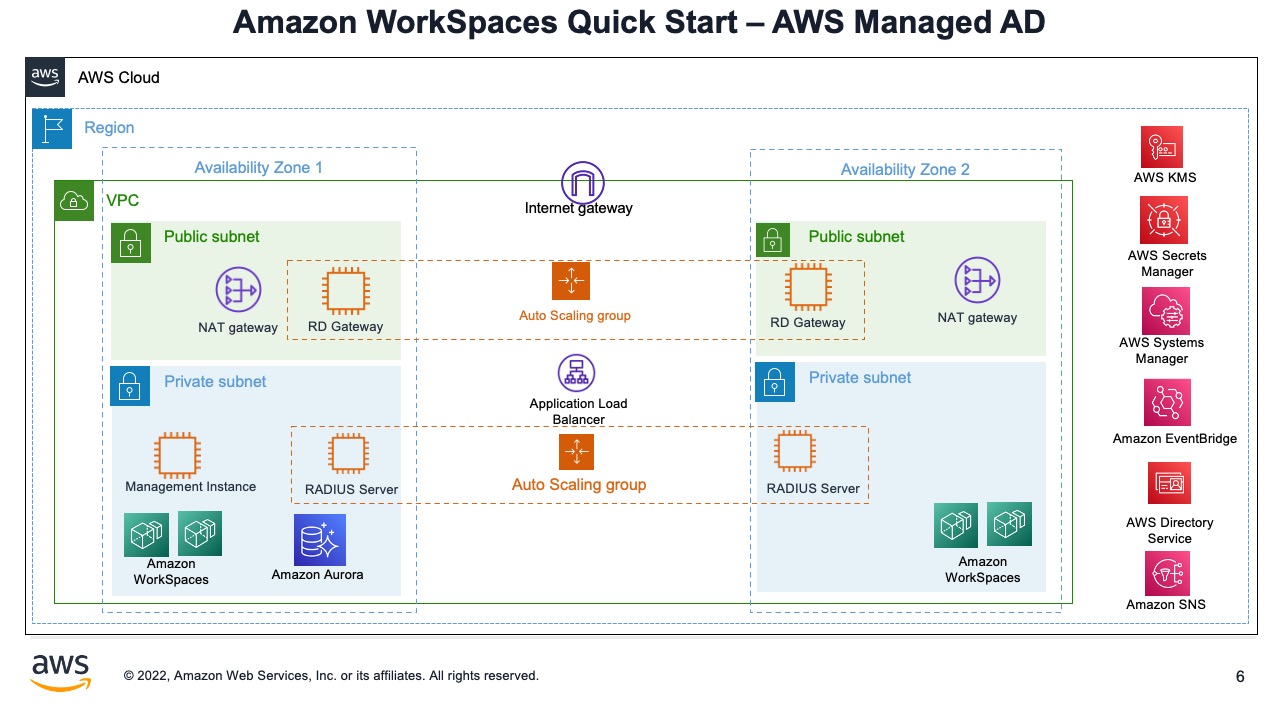 Amazon WorkSpaces Quick Start – AWS Managed AD
aws
AWS Cloud
Region
Availability Zone 1
Availability Zone 2
VPC
Internet gateway
Public subnet
NAT gateway
RD Gateway
Auto Scaling group
Public subnet
RD Gateway
NAT gateway
Private subnet
Application Load
Balancer
Private subnet
Management Instance
RADIUS Server
Auto Scaling group
RADIUS Server
Amazon
WorkSpaces
Amazon Aurora
Amazon
WorkSpaces
AWS KMS
AWS Secrets
Manager
AWS Systems
Manager
Amazon EventBridge
AWS Directory
Service
Amazon SNS
aws
© 2022, Amazon Web Services, Inc. or its affiliates. All rights reserved.
6